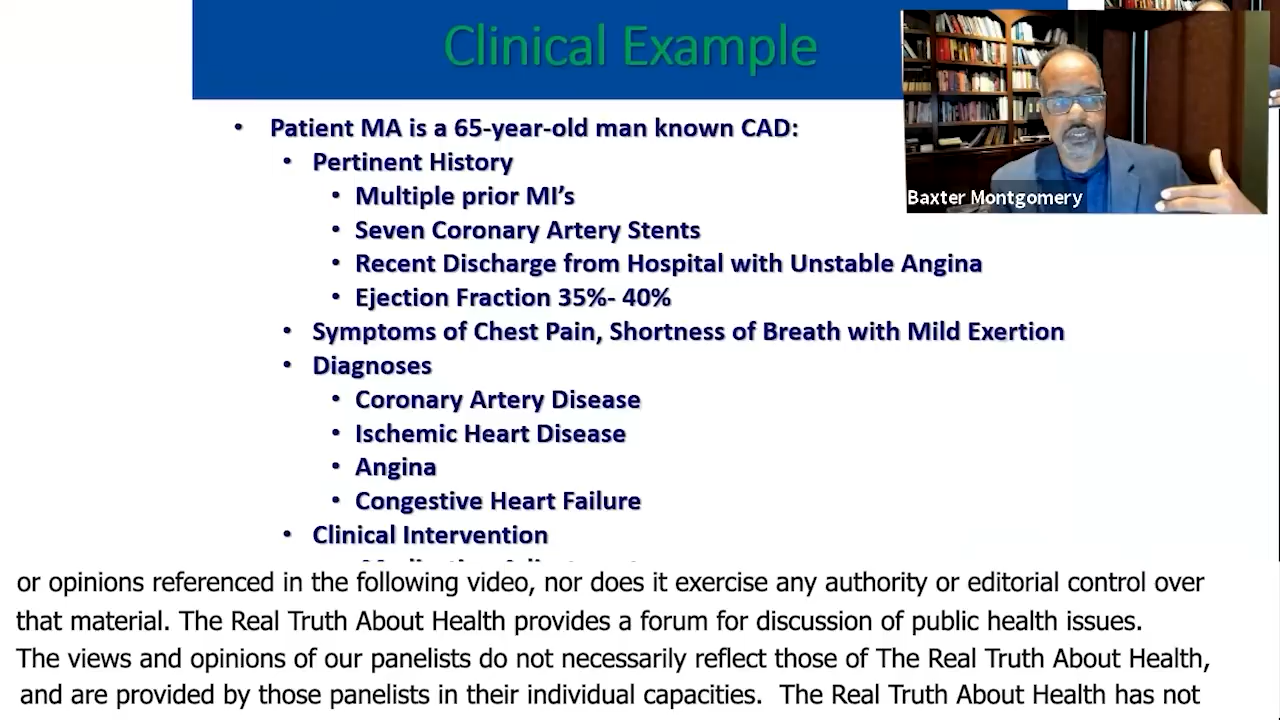 Clinical Example
Baxter Montgomery
• Patient MA is a 65-year-old man known CAD:
• Pertinent History
• Multiple prior MI's
• Seven Coronary Artery Stents
• Recent Discharge from Hospital with Unstable Angina
• Ejection Fraction 35%- 40%
• Symptoms of Chest Pain, Shortness of Breath with Mild Exertion
• Diagnoses
• Coronary Artery Disease
• Ischemic Heart Disease
• Angina
• Congestive Heart Failure
• Clinical Intervention
or opinions referenced in the following video, nor does it exercise any authority or editorial control over
that material. The Real Truth About Health provides a forum for discussion of public health issues.
The views and opinions of our panelists do not necessarily reflect those of The Real Truth About Health,
and are provided by those panelists in their individual capacities. The Real Truth About Health has not